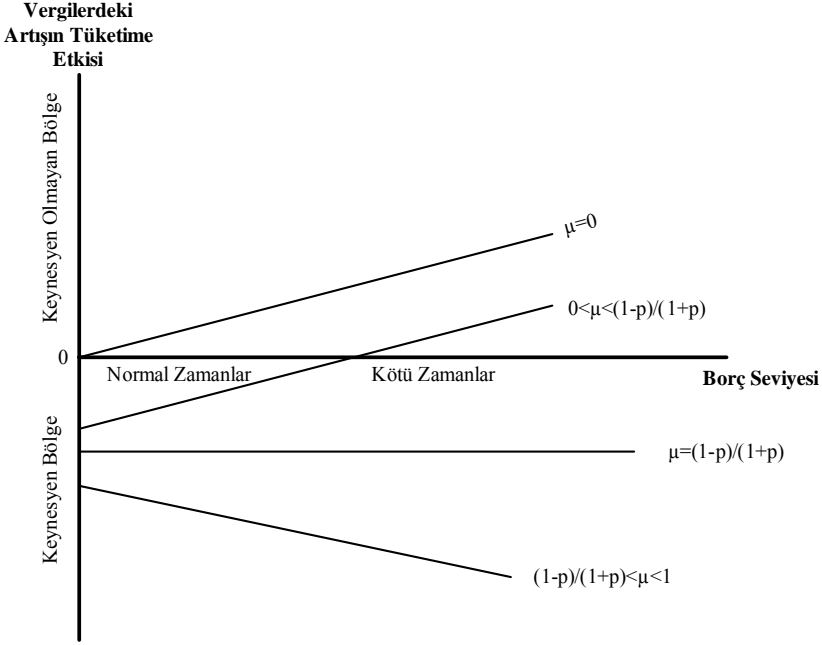 Vergilerdeki
Artışın Tüketime
Etkisi
Keynesyen Olmayan Bölge
μ=0
0<μ<(1-p)/(1+p)
0
Normal Zamanlar
Kötü Zamanlar
Borç Seviyesi
Keynesyen Bölge
μ=(1-p)/(1+p)
(1-p)/(1+p)<μ<1